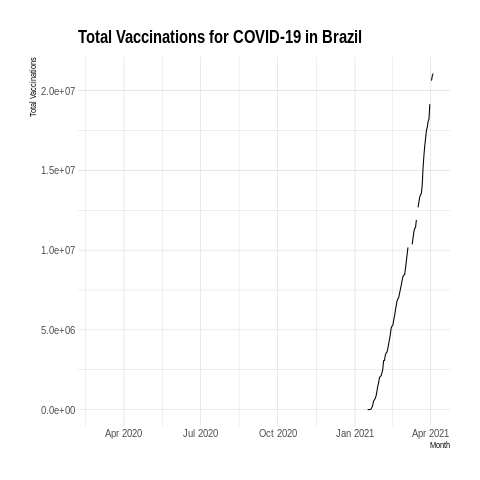 Total Vaccinations for COVID-19 in Brazil
Total Vaccinations
2.0e+07
1.5e+07
1.0e+07
5.0e+06
0.0e+00
Apr 2020 Jul 2020 Oct 2020 Jan 2021 Apr 2021
Month